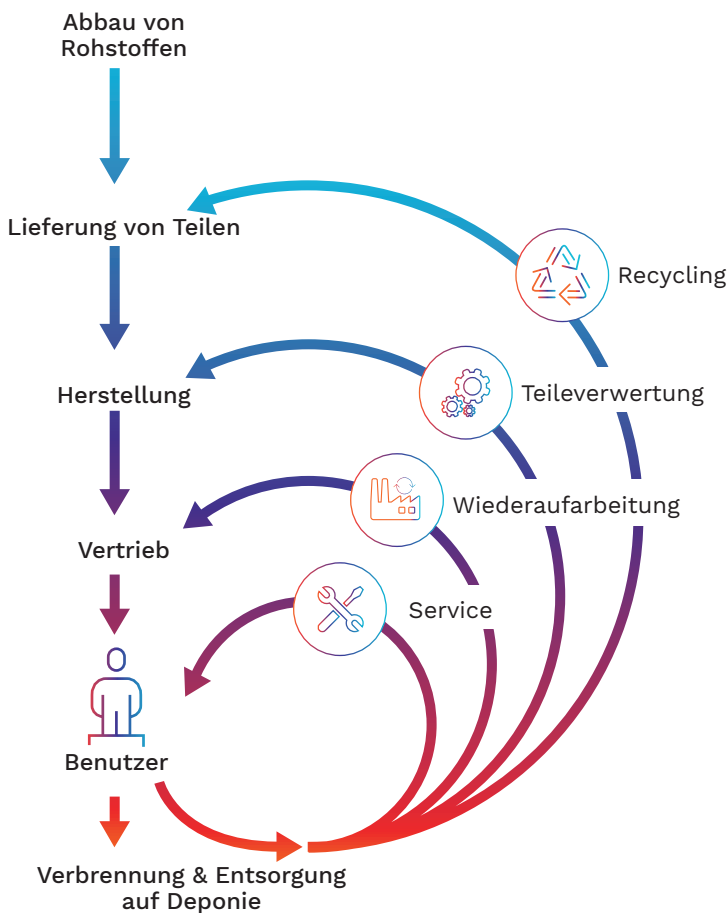 Abbau von
Rohstoffen
Lieferung von Teilen
Recycling
Herstellung
Teileverwertung
Wiederaufarbeitung
Vertrieb
Service
Benutzer
Verbrennung & Entsorgung
auf Deponie